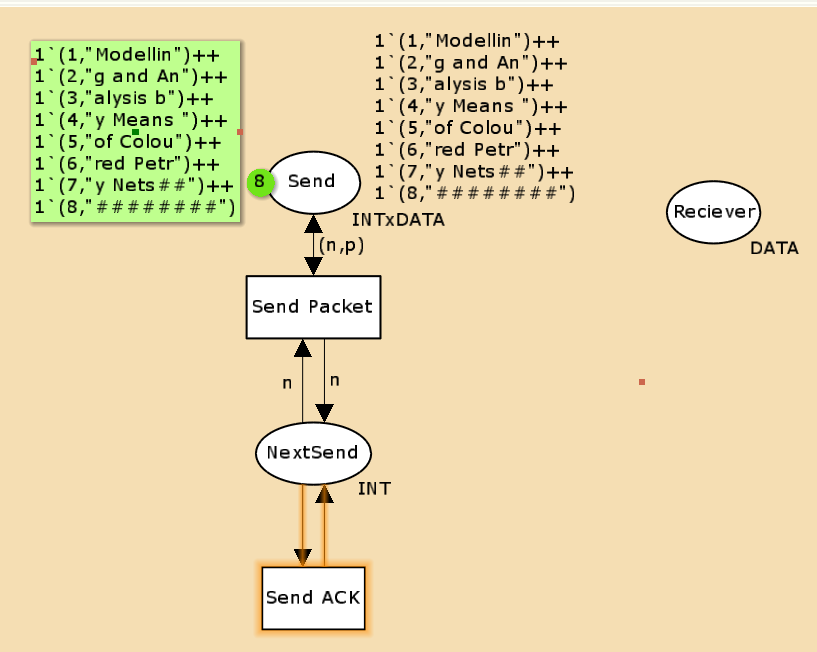 1`(1,"Modellin")++
1`(2,"g and An")++
1`(3,"alysis b")++
1`(4,"y Means ")++
1`(5,"of Colou")++
1`(6,"red Petr")++
1`(7,"y Nets##")++
1`(8,"########")
1`(1,"Modellin")++
1`(2,"g and An")++
1`(3,"alysis b")++
1`(4,"y Means ")++
1`(5,"of Colou")++
1`(6,"red Petr")++
1`(7,"y Nets##")++
1`(8,"########")
8
Send
INTxDATA
Reciever
DATA
(n,p)
Send Packet
n
n
NextSend
INT
Send ACK